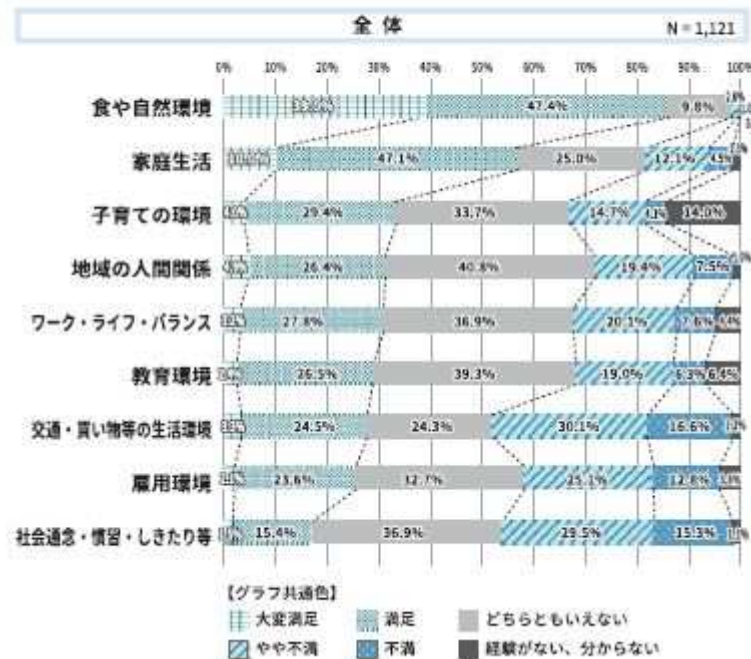 全体
N = 1,121
0% 10% 20% 30% 40% 50% 60% 70% 80% 90% 100%
食や自然環境 47.4% 9.8%
家庭生活 47.1% 25.0% 12.1% 4.5%
子育ての環境 29.4% 33.7% 14.7% 14.0%
地域の人間関係 26.4% 40.8% 19.4% 7.5%
ワーク・ライフ・バランス 27.8% 36.9% 20.1% 7.6%
教育環境 26.5% 39.3% 19.0% 6.3% 6.4%
交通・買い物等の生活環境 24.5% 24.3% 30.1% 16.6%
雇用環境 23.6% 32.7% 25.1% 12.8%
社会通念・慣習・しきたり等 15.4% 36.9% 29.5% 15.3%
【グラフ共通色】
大変満足 満足 どちらともいえない
やや不満 不満 経験がない、分からない